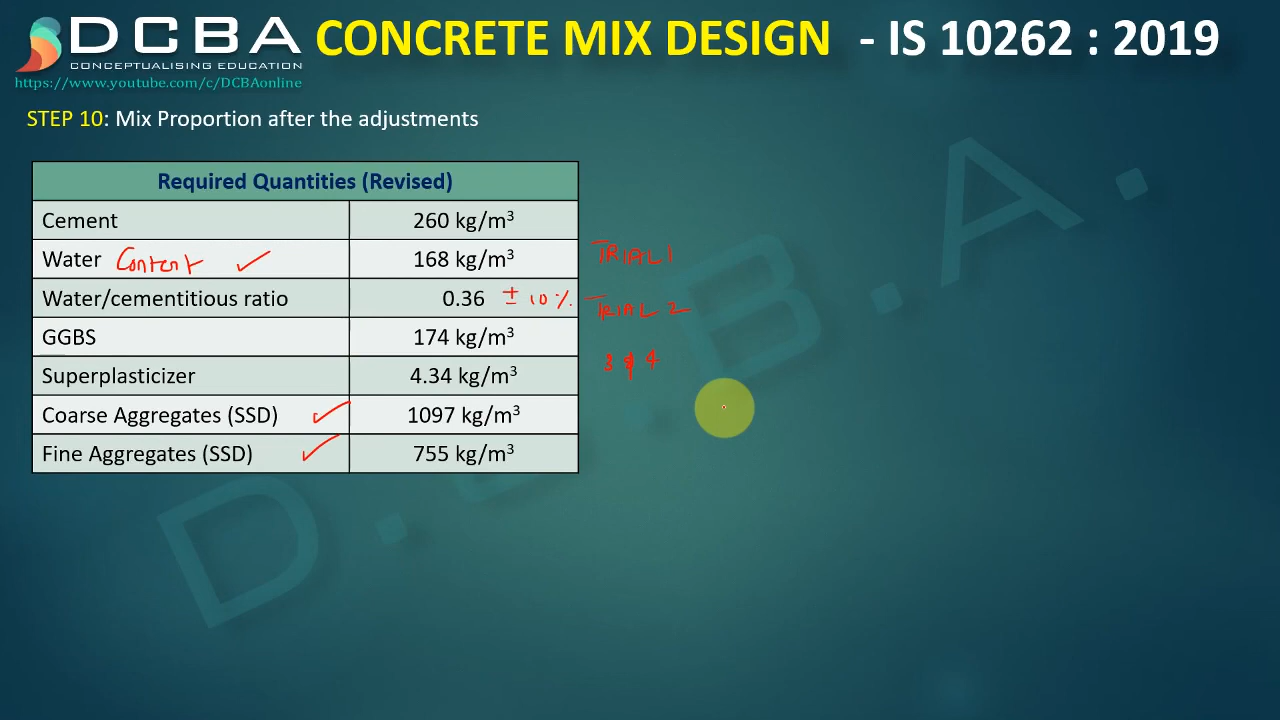 DCBA
CONCEPTUALISING EDUCATION
https://www.youtube.com/c/DCBAonline
CONCRETE MIX DESIGN - IS 10262 : 2019
STEP 10: Mix Proportion after the adjustments
Required Quantities (Revised)
Cement 260 kg/m³
Water Content ✓ 168 kg/m³ TRIAL 1
Water/cementitious ratio 0.36 ± 10 % TRIAL 2
GGBS 174 kg/m³
3 & 4
Superplasticizer 4.34 kg/m³
Coarse Aggregates (SSD) ✓ 1097 kg/m³
Fine Aggregates (SSD) ✓ 755 kg/m³
D.C.B.A.